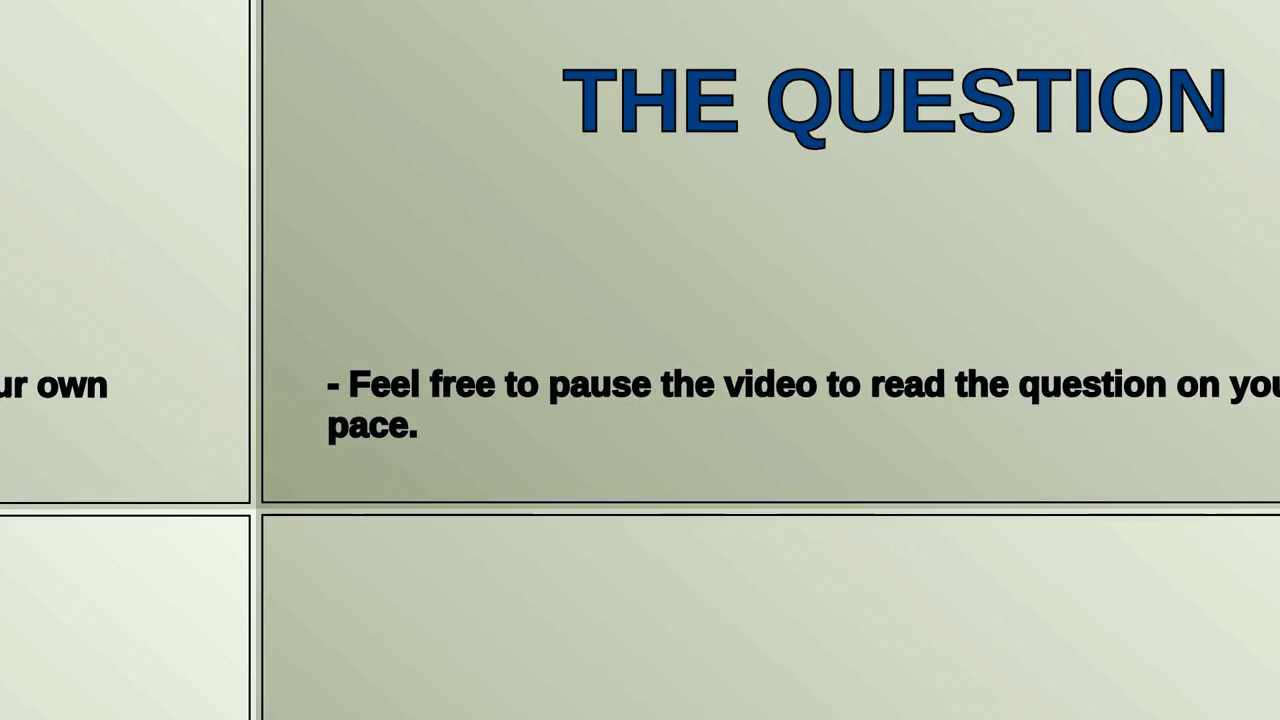 THE QUESTION
ur own
- Feel free to pause the video to read the question on you
pace.